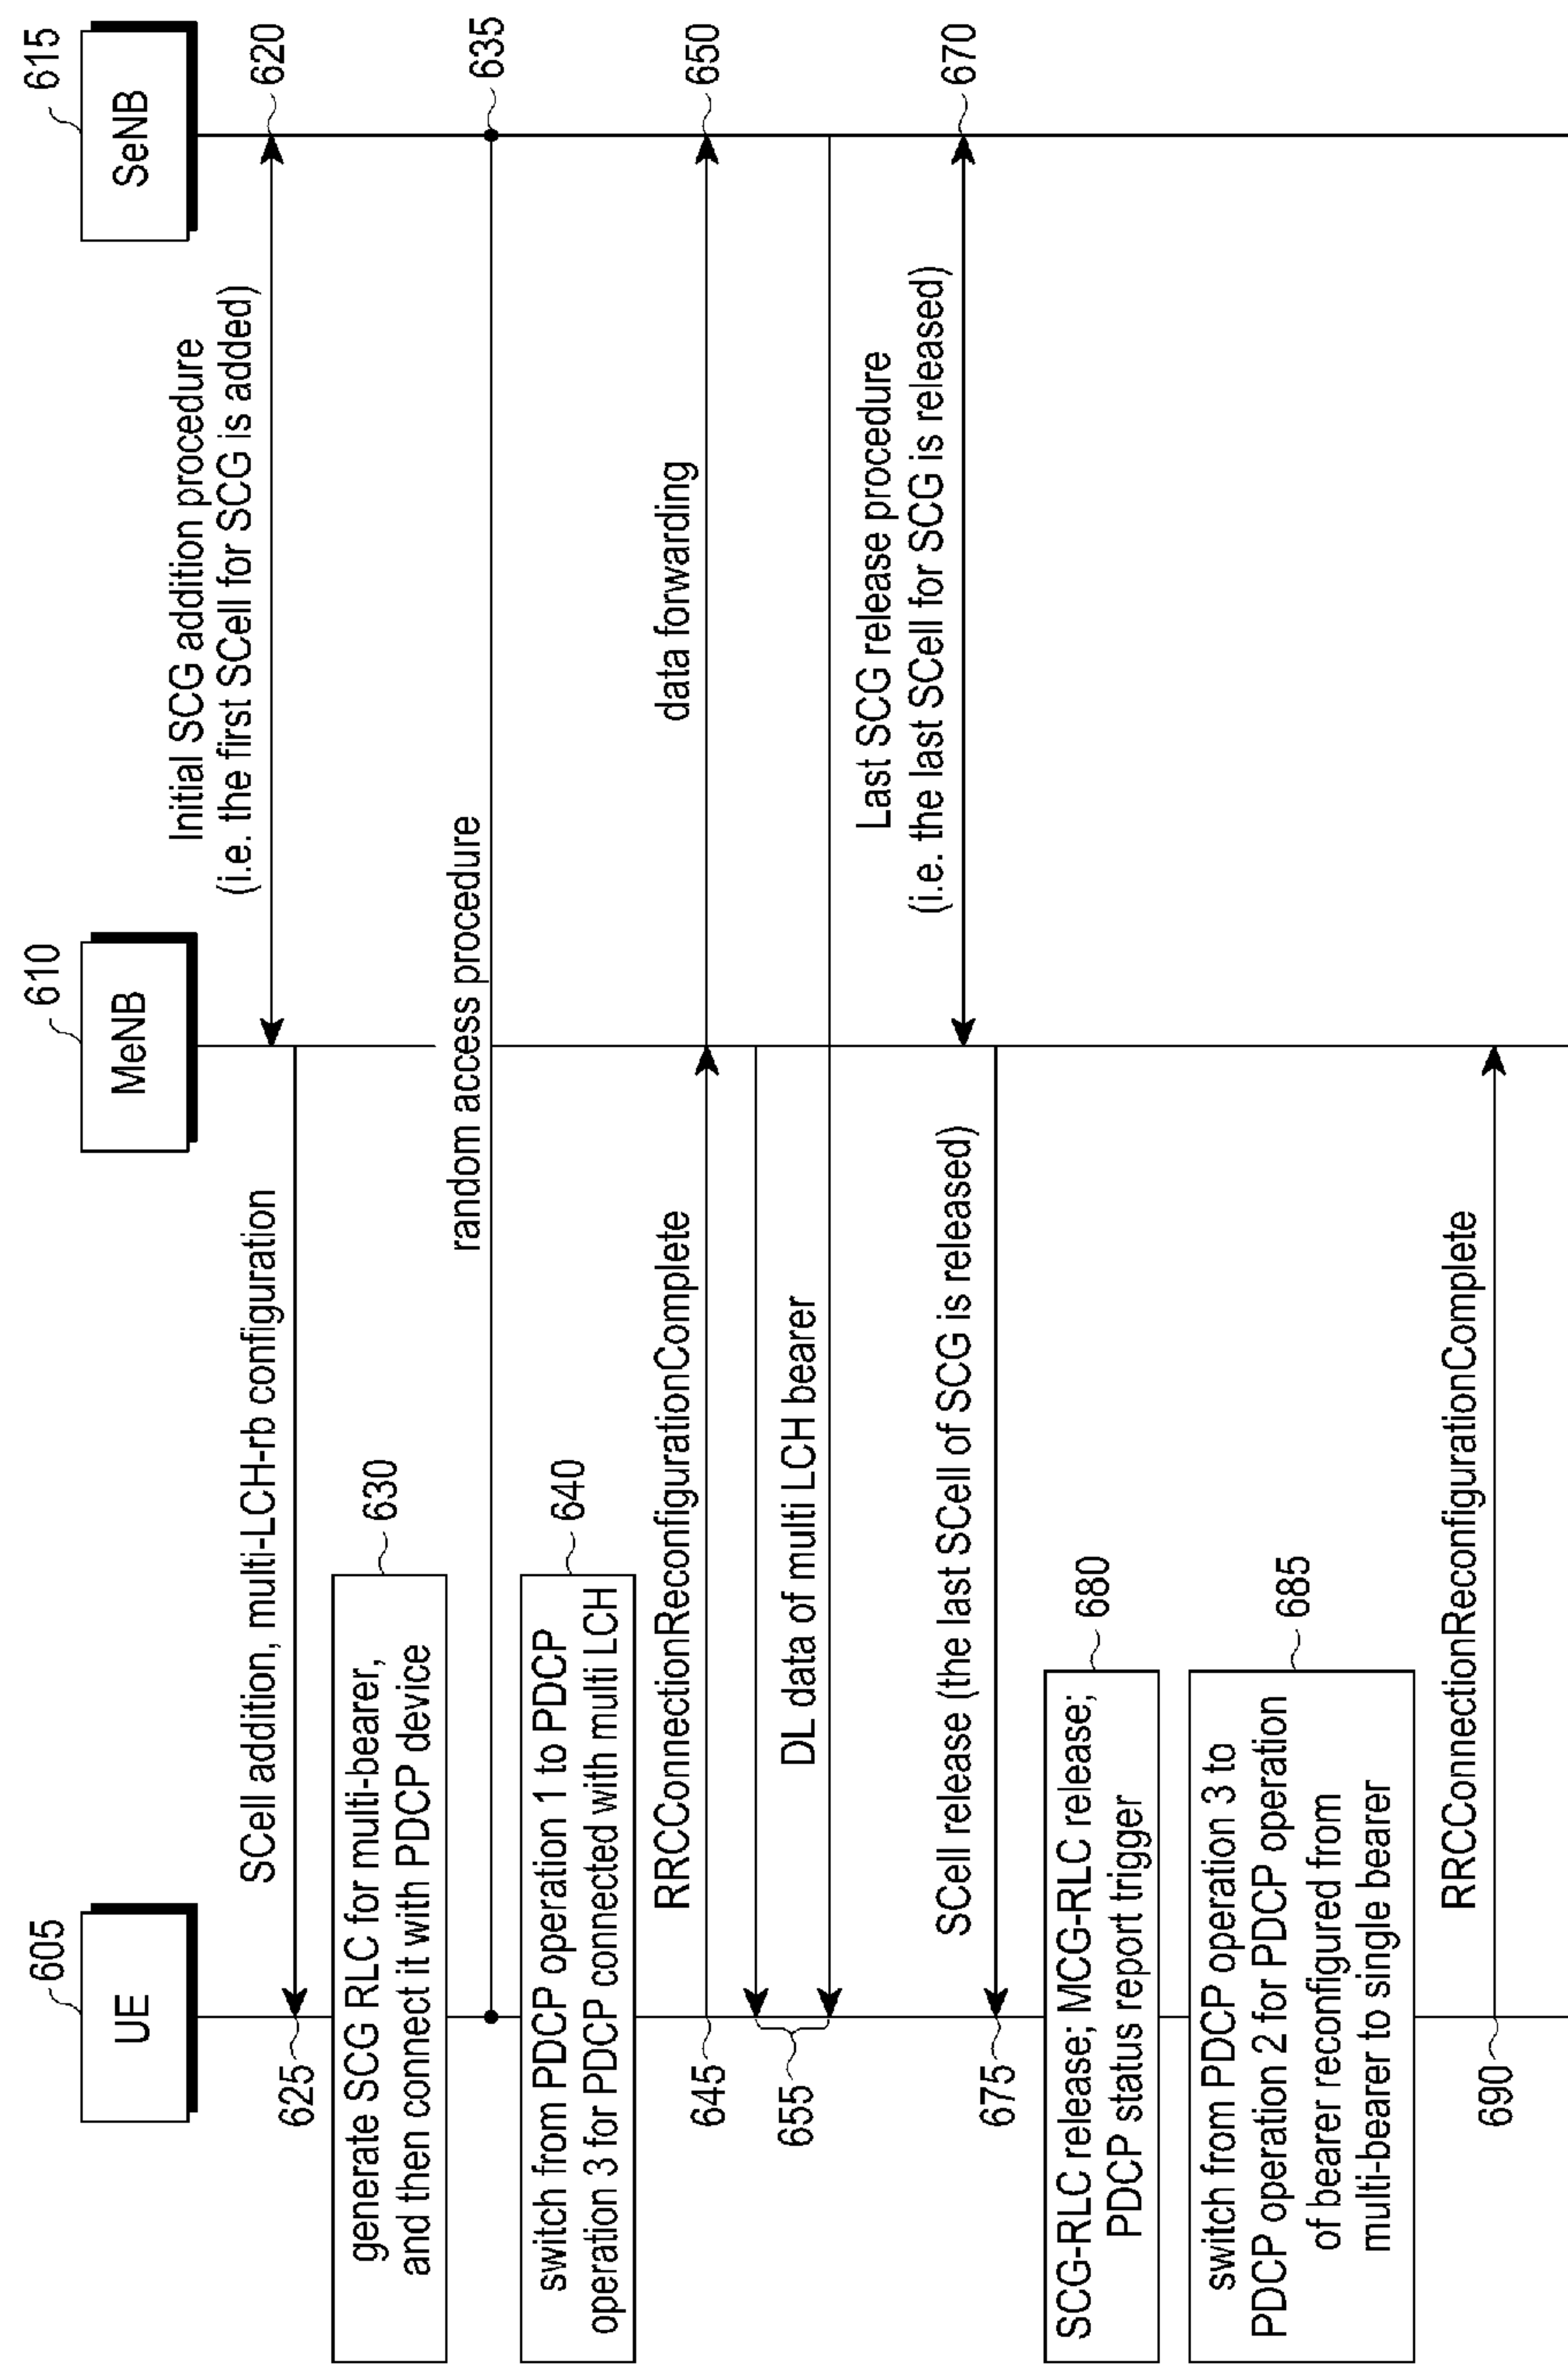 605
UE
610
MeNB
615
SeNB
Initial SCG addition procedure
(i.e. the first SCell for SCG is added)
620
SCell addition, multi-LCH-rb configuration
625
generate SCG RLC for multi-bearer,
and then connect it with PDCP device
630
random access procedure
635
switch from PDCP operation 1 to PDCP
operation 3 for PDCP connected with multi LCH
640
RRCConnectionReconfigurationComplete
645
data forwarding
650
DL data of multi LCH bearer
655
Last SCG release procedure
(i.e. the last SCell for SCG is released)
670
SCell release (the last SCell of SCG is released)
675
SCG-RLC release; MCG-RLC release;
PDCP status report trigger
680
switch from PDCP operation 3 to
PDCP operation 2 for PDCP operation
of bearer reconfigured from
multi-bearer to single bearer
685
RRCConnectionReconfigurationComplete
690